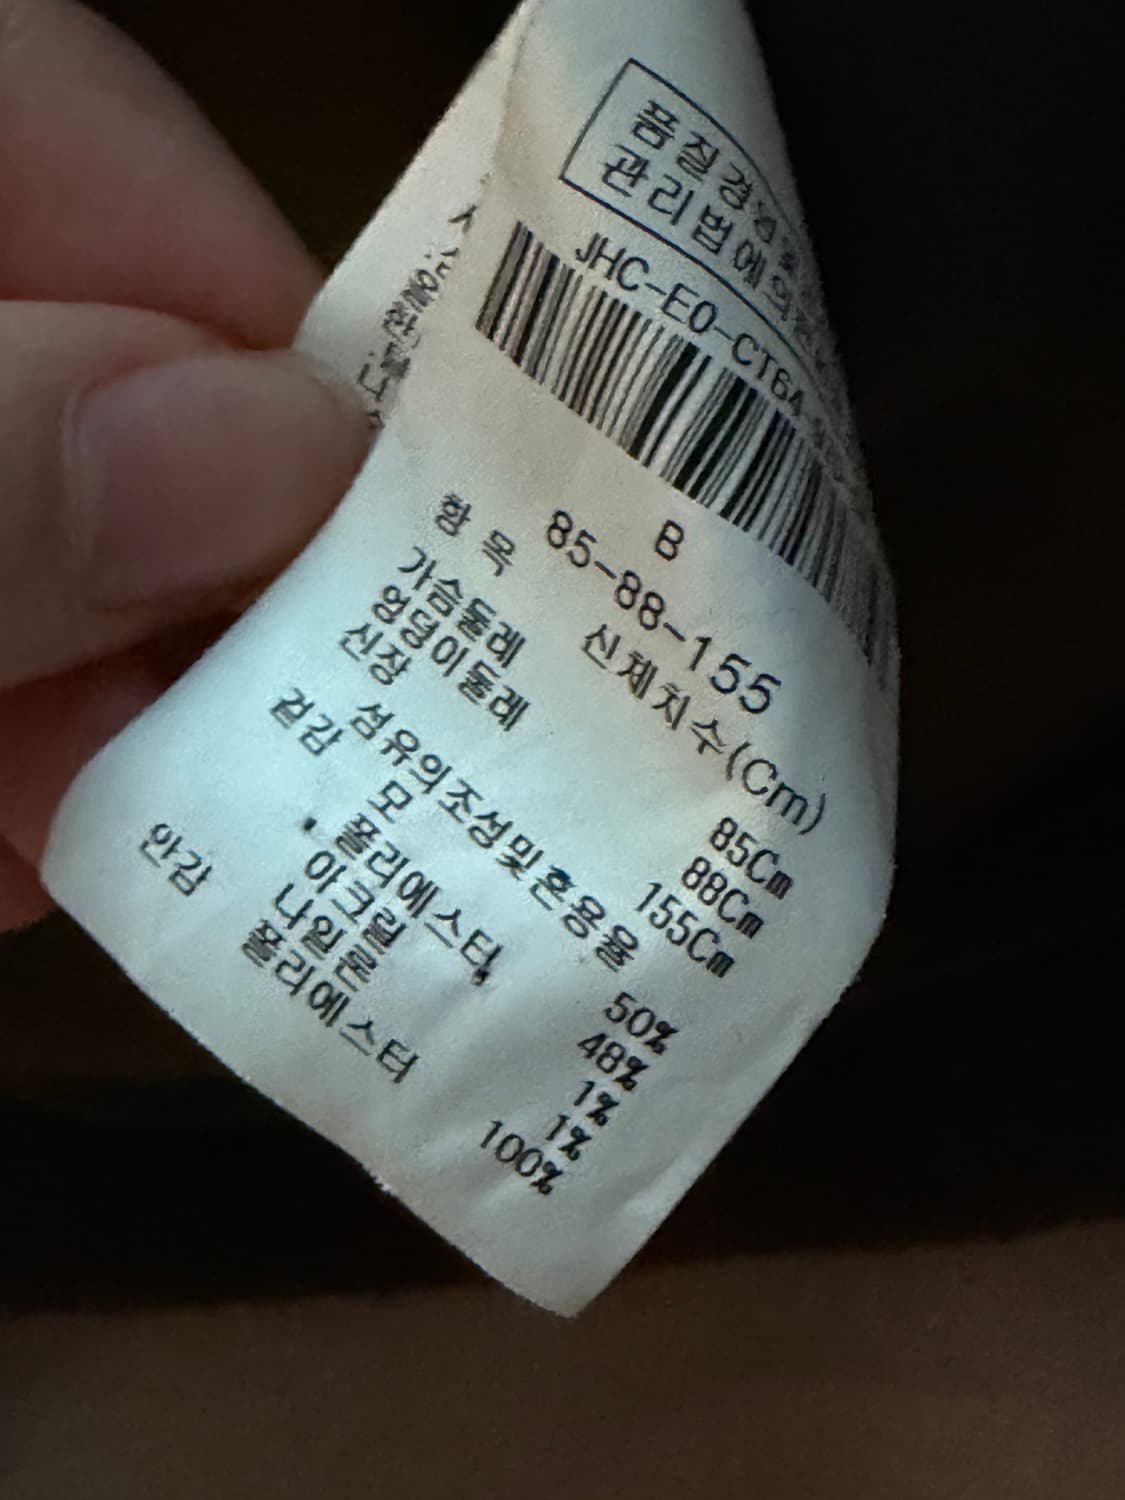 품질경영
관리법에의
JHC-E0-CT64
B
85-88-155
항 목 신체치수(Cm)
가슴둘레 85Cm
엉덩이둘레 88Cm
신장 155Cm
섬유의조성및혼용율
겉감 모 50%
폴리에스터 48%
아크릴 1%
나일론 1%
안감 폴리에스터 100%